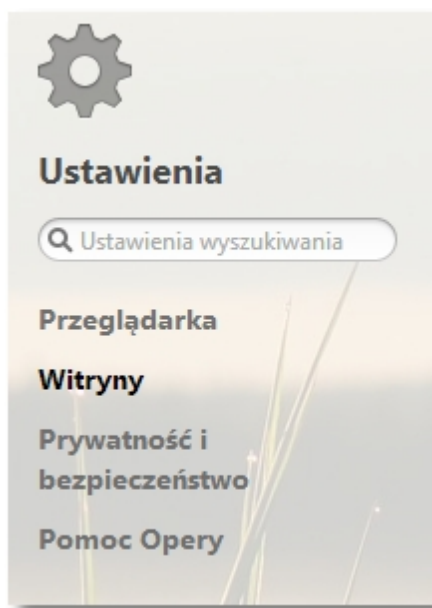 Ustawienia
Ustawienia wyszukiwania
Przeglądarka
Witryny
Prywatność i
bezpieczeństwo
Pomoc Opery